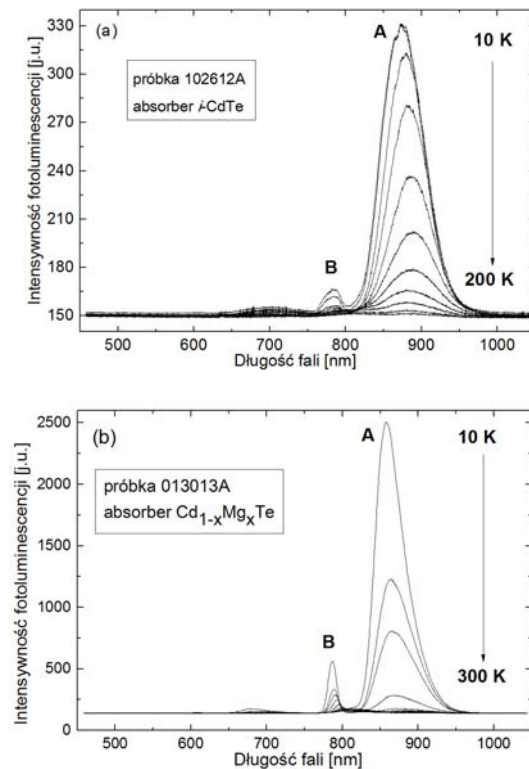 (a)
A
10 K
próbka 102612A
absorber i-CdTe
B
200 K
Intensywność fotoluminescencji [j.u.]
330
300
270
240
210
180
150
500 600 700 800 900 1000
Długość fali [nm]
(b)
A
10 K
próbka 013013A
absorber Cd1-xMgxTe
B
300 K
Intensywność fotoluminescencji [j.u.]
2500
2000
1500
1000
500
0
500 600 700 800 900 1000
Długość fali [nm]